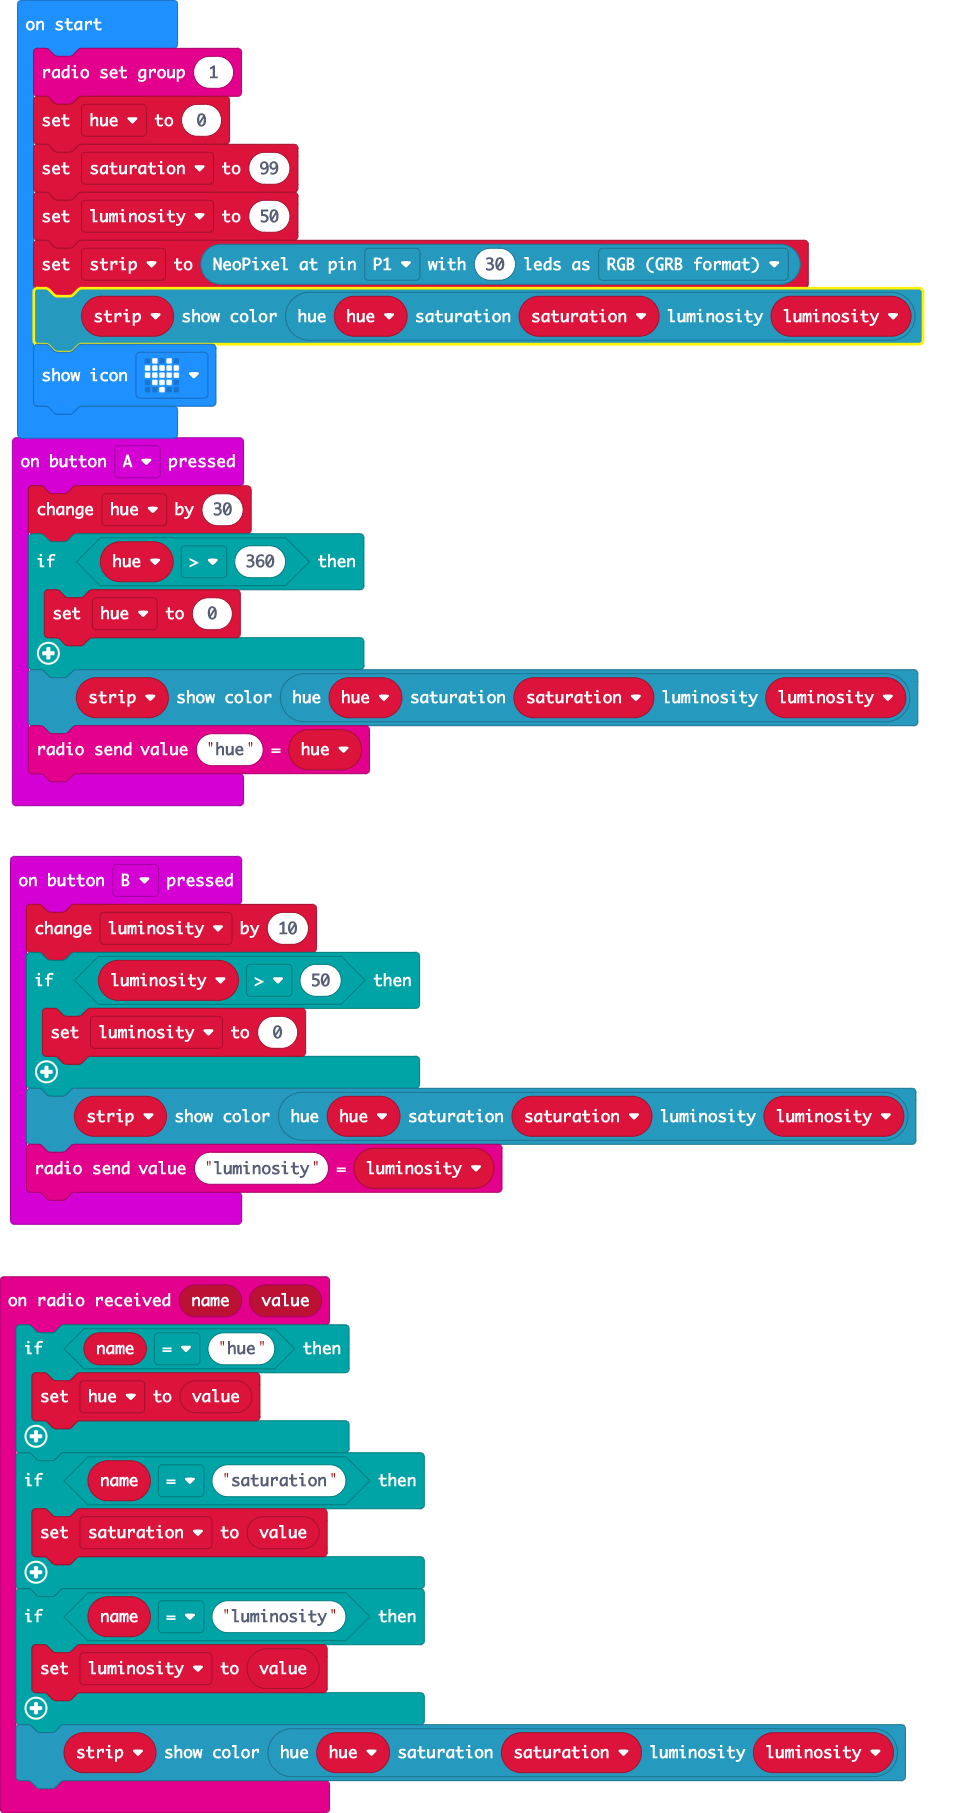 on start
radio set group 1
set hue to 0
set saturation to 99
set luminosity to 50
set strip to NeoPixel at pin P1 with 30 leds as RGB (GRB format)
strip show color hue hue saturation saturation luminosity luminosity
show icon
on button A pressed
change hue by 30
if hue > 360 then
set hue to 0
strip show color hue hue saturation saturation luminosity luminosity
radio send value "hue" = hue
on button B pressed
change luminosity by 10
if luminosity > 50 then
set luminosity to 0
strip show color hue hue saturation saturation luminosity luminosity
radio send value "luminosity" = luminosity
on radio received name value
if name = "hue" then
set hue to value
if name = "saturation" then
set saturation to value
if name = "luminosity" then
set luminosity to value
strip show color hue hue saturation saturation luminosity luminosity